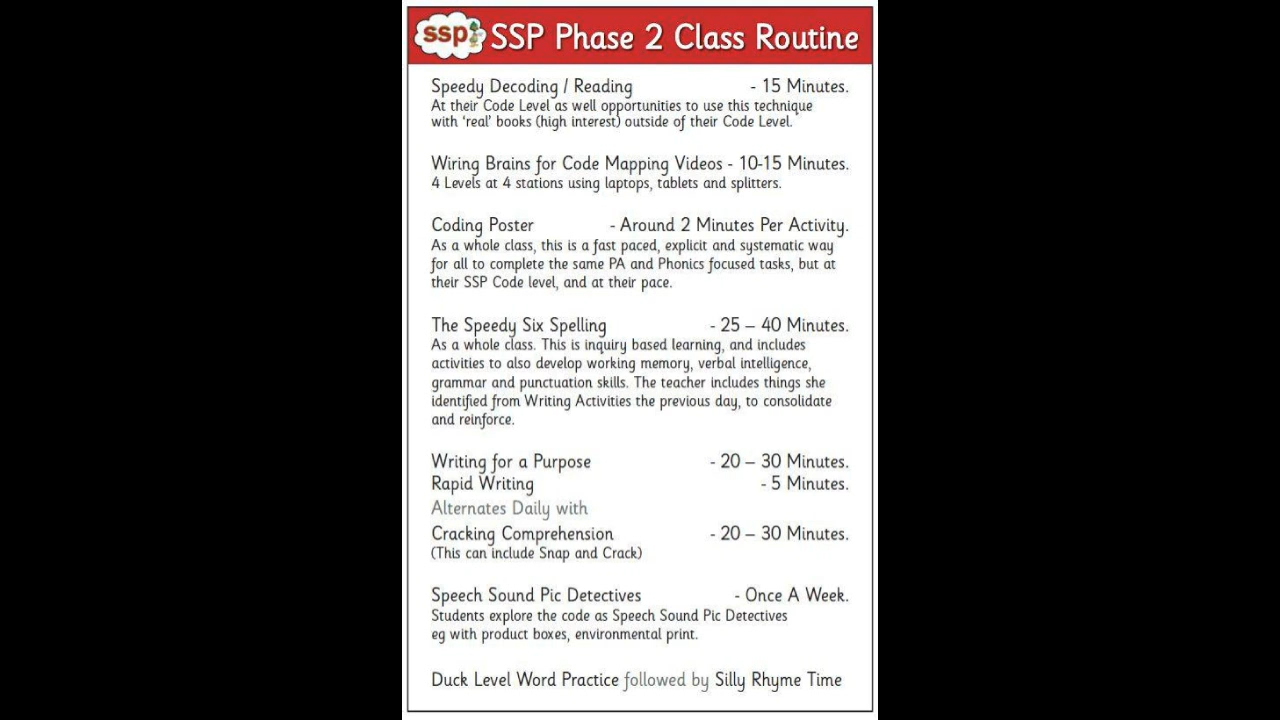 ssp SSP Phase 2 Class Routine
Speedy Decoding / Reading - 15 Minutes.
At their Code Level as well opportunities to use this technique
with ‘real’ books (high interest) outside of their Code Level.
Wiring Brains for Code Mapping Videos - 10-15 Minutes.
4 Levels at 4 stations using laptops, tablets and splitters.
Coding Poster - Around 2 Minutes Per Activity.
As a whole class, this is a fast paced, explicit and systematic way
for all to complete the same PA and Phonics focused tasks, but at
their SSP Code level, and at their pace.
The Speedy Six Spelling - 25 – 40 Minutes.
As a whole class. This is inquiry based learning, and includes
activities to also develop working memory, verbal intelligence,
grammar and punctuation skills. The teacher includes things she
identified from Writing Activities the previous day, to consolidate
and reinforce.
Writing for a Purpose - 20 – 30 Minutes.
Rapid Writing - 5 Minutes.
Alternates Daily with
Cracking Comprehension - 20 – 30 Minutes.
(This can include Snap and Crack)
Speech Sound Pic Detectives - Once A Week.
Students explore the code as Speech Sound Pic Detectives
eg with product boxes, environmental print.
Duck Level Word Practice followed by Silly Rhyme Time